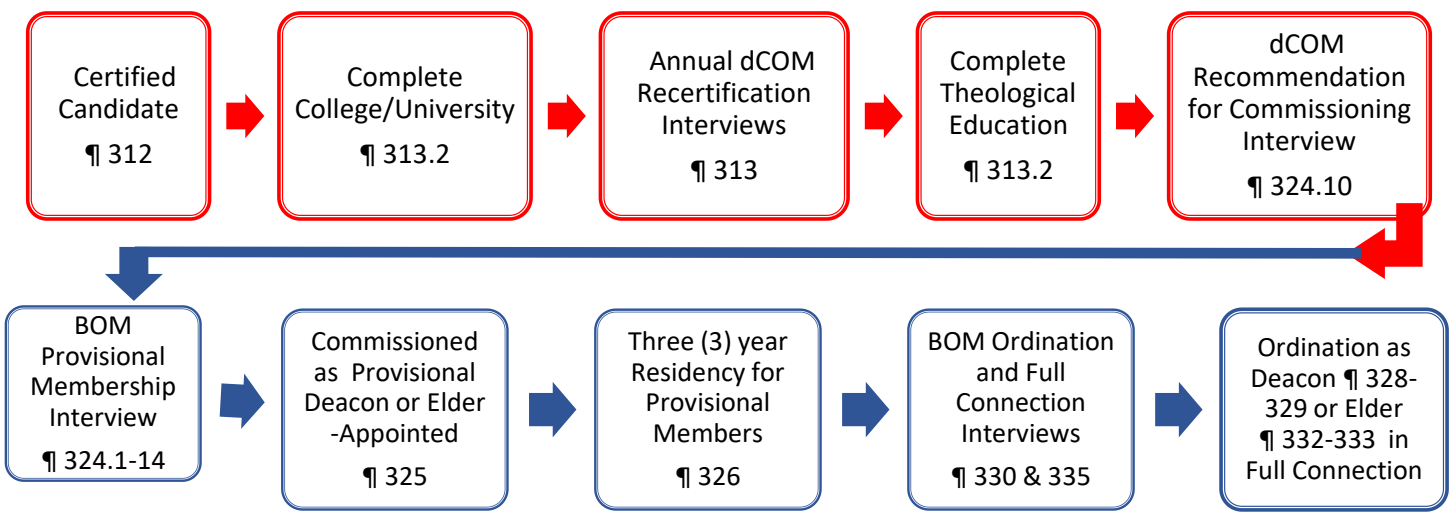 Certified
Candidate
¶ 312
Complete
College/University
¶ 313.2
Annual dCOM
Recertification
Interviews
¶ 313
Complete
Theological
Education
¶ 313.2
dCOM
Recommendation
for Commissioning
Interview
¶ 324.10
BOM
Provisional
Membership
Interview
¶ 324.1-14
Commissioned
as Provisional
Deacon or Elder
-Appointed
¶ 325
Three (3) year
Residency for
Provisional
Members
¶ 326
BOM Ordination
and Full
Connection
Interviews
¶ 330 & 335
Ordination as
Deacon ¶ 328-
329 or Elder
¶ 332-333 in
Full Connection